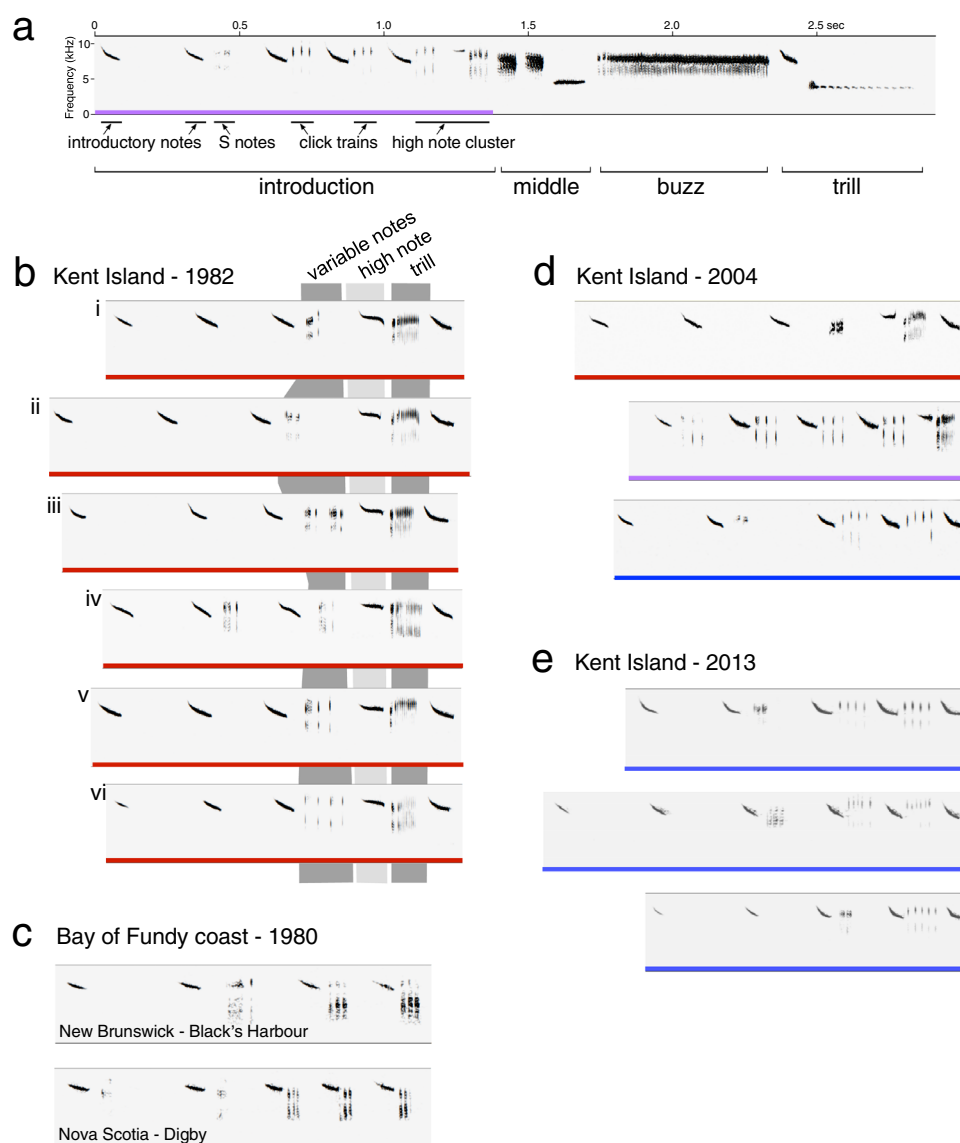 a
0 0.5 1.0 1.5 2.0 2.5 sec
Frequency (kHz)
10
5
0
introductory notes S notes click trains high note cluster
introduction middle buzz trill
b Kent Island - 1982
variable notes
high note
trill
i
ii
iii
iv
v
vi
c Bay of Fundy coast - 1980
New Brunswick - Black's Harbour
Nova Scotia - Digby
d Kent Island - 2004
e Kent Island - 2013